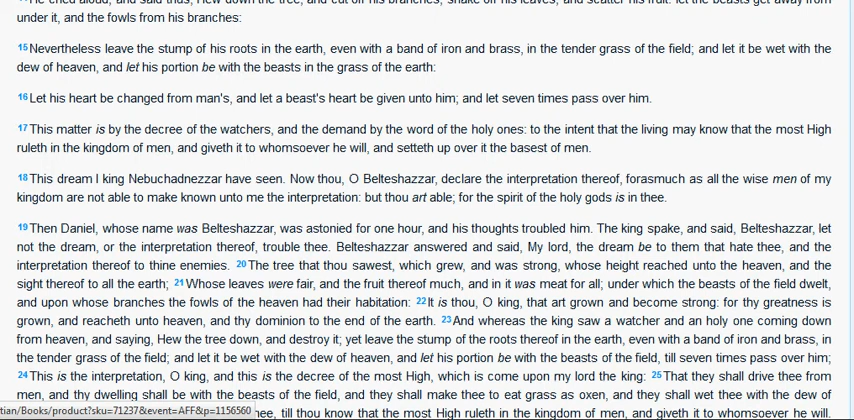 under it, and the fowls from his branches:
15 Nevertheless leave the stump of his roots in the earth, even with a band of iron and brass, in the tender grass of the field; and let it be wet with the
dew of heaven, and let his portion be with the beasts in the grass of the earth:
16 Let his heart be changed from man's, and let a beast's heart be given unto him; and let seven times pass over him.
17 This matter is by the decree of the watchers, and the demand by the word of the holy ones: to the intent that the living may know that the most High
ruleth in the kingdom of men, and giveth it to whomsoever he will, and setteth up over it the basest of men.
18 This dream I king Nebuchadnezzar have seen. Now thou, O Belteshazzar, declare the interpretation thereof, forasmuch as all the wise men of my
kingdom are not able to make known unto me the interpretation: but thou art able; for the spirit of the holy gods is in thee.
19 Then Daniel, whose name was Belteshazzar, was astonied for one hour, and his thoughts troubled him. The king spake, and said, Belteshazzar, let
not the dream, or the interpretation thereof, trouble thee. Belteshazzar answered and said, My lord, the dream be to them that hate thee, and the
interpretation thereof to thine enemies. 20 The tree that thou sawest, which grew, and was strong, whose height reached unto the heaven, and the
sight thereof to all the earth; 21 Whose leaves were fair, and the fruit thereof much, and in it was meat for all; under which the beasts of the field dwelt,
and upon whose branches the fowls of the heaven had their habitation: 22 It is thou, O king, that art grown and become strong: for thy greatness is
grown, and reacheth unto heaven, and thy dominion to the end of the earth. 23 And whereas the king saw a watcher and an holy one coming down
from heaven, and saying, Hew the tree down, and destroy it; yet leave the stump of the roots thereof in the earth, even with a band of iron and brass, in
the tender grass of the field; and let it be wet with the dew of heaven, and let his portion be with the beasts of the field, till seven times pass over him;
24 This is the interpretation, O king, and this is the decree of the most High, which is come upon my lord the king: 25 That they shall drive thee from
men, and thy dwelling shall be with the beasts of the field, and they shall make thee to eat grass as oxen, and they shall wet thee with the dew of
tian/Books/product?sku=71237&event=AFF&p=1156560 hee, till thou know that the most High ruleth in the kingdom of men, and giveth it to whomsoever he will.